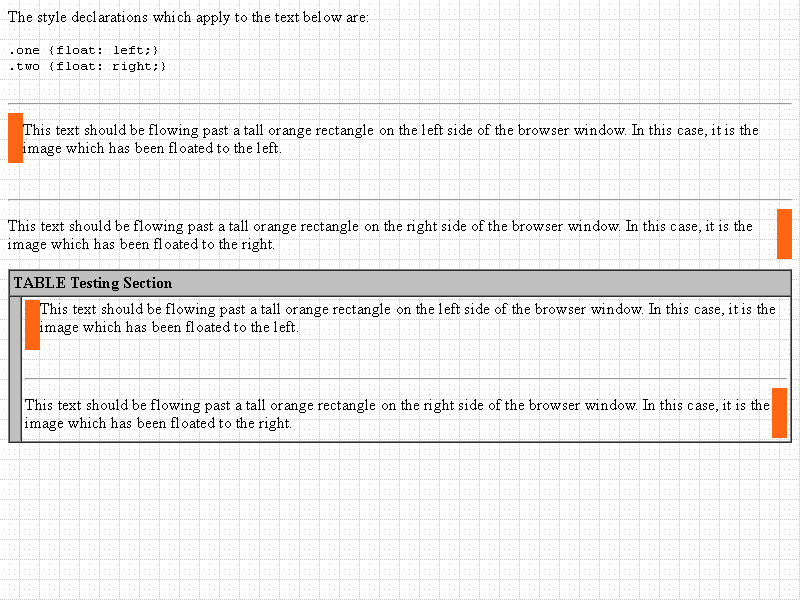 The style declarations which apply to the text below are:
.one {float: left;}
.two {float: right;}
This text should be flowing past a tall orange rectangle on the left side of the browser window. In this case, it is the
image which has been floated to the left.
This text should be flowing past a tall orange rectangle on the right side of the browser window. In this case, it is the
image which has been floated to the right.
TABLE Testing Section
This text should be flowing past a tall orange rectangle on the left side of the browser window. In this case, it is the
image which has been floated to the left.
This text should be flowing past a tall orange rectangle on the right side of the browser window. In this case, it is the
image which has been floated to the right.